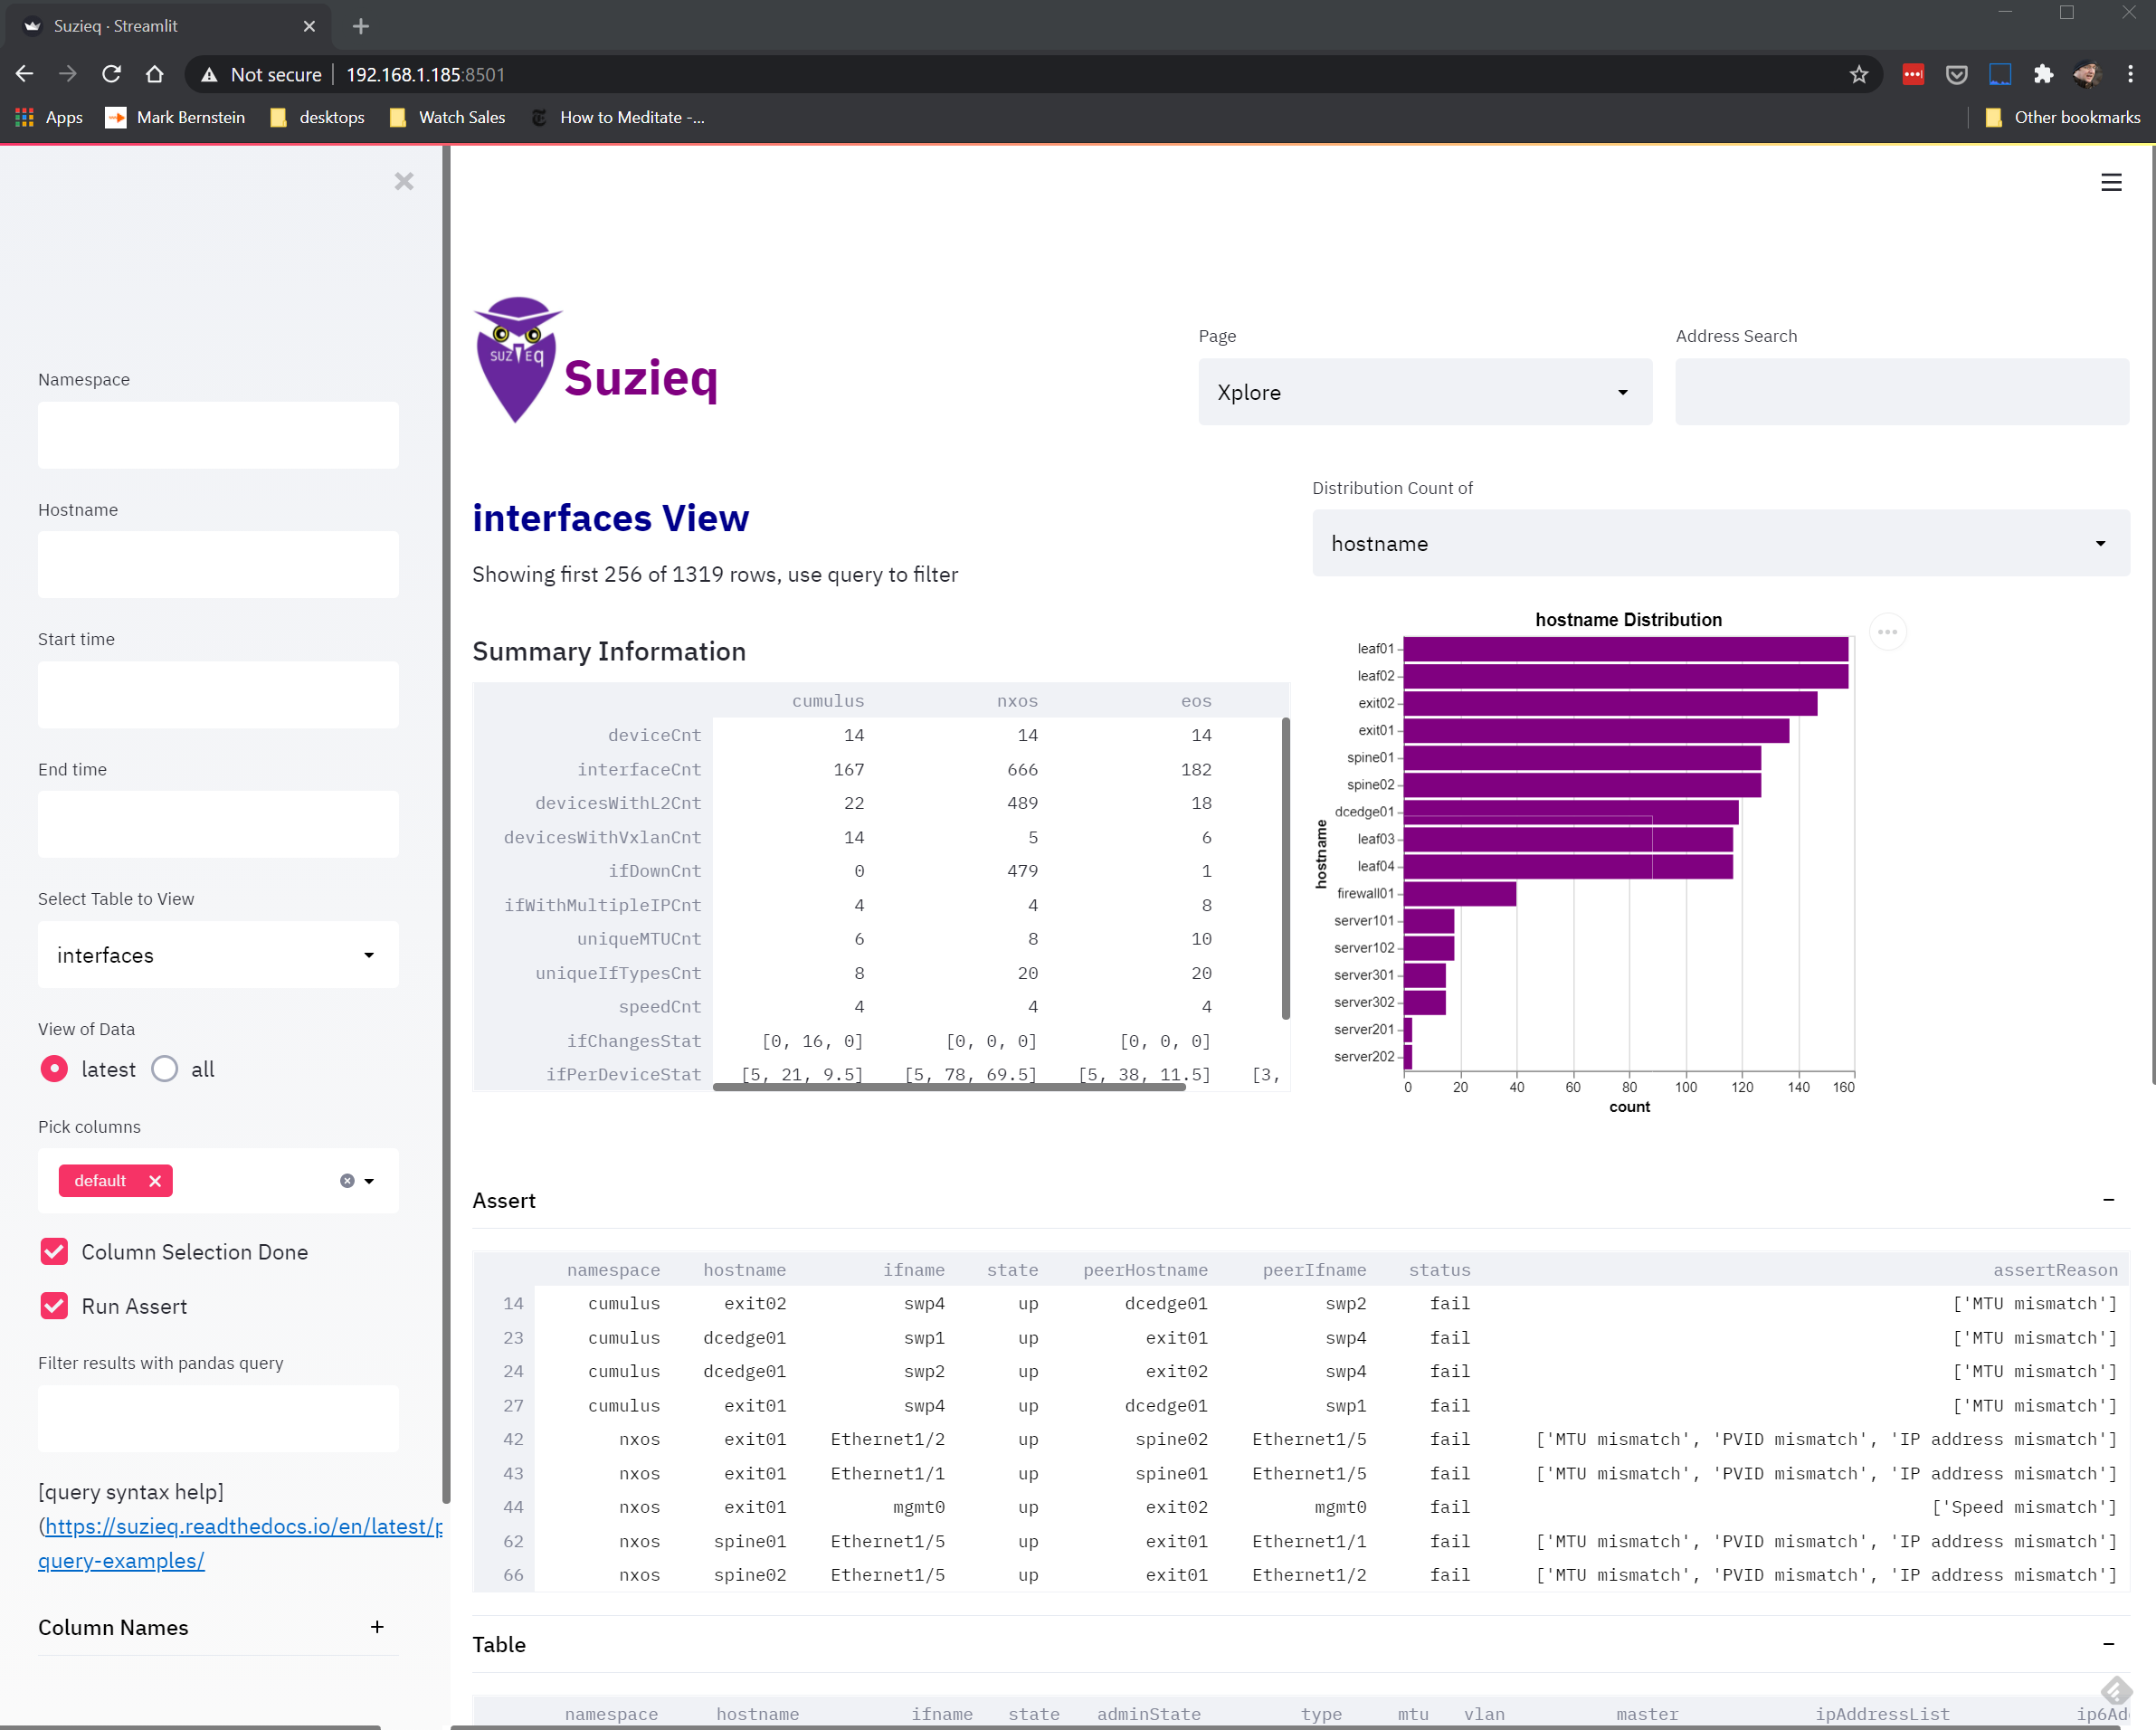 Suzieq · Streamlit
Not secure
192.168.1.185:8501
Apps
Mark Bernstein
desktops
Watch Sales
How to Meditate -...
Other bookmarks
Namespace
Hostname
Start time
End time
Select Table to View
interfaces
View of Data
latest
all
Pick columns
default
Column Selection Done
Run Assert
Filter results with pandas query
[query syntax help]
(https://suzieq.readthedocs.io/en/latest/p
query-examples/
Column Names
SUZIEQ
Suzieq
Page
Xplore
Address Search
interfaces View
Showing first 256 of 1319 rows, use query to filter
Distribution Count of
hostname
Summary Information
cumulus nxos eos
deviceCnt 14 14 14
interfaceCnt 167 666 182
devicesWithL2Cnt 22 489 18
devicesWithVxlanCnt 14 5 6
ifDownCnt 0 479 1
ifWithMultipleIPCnt 4 4 8
uniqueMTUCnt 6 8 10
uniqueIfTypesCnt 8 20 20
speedCnt 4 4 4
ifChangesStat [0, 16, 0] [0, 0, 0] [0, 0, 0]
ifPerDeviceStat [5, 21, 9.5] [5, 78, 69.5] [5, 38, 11.5] [3,
hostname Distribution
hostname
leaf01
leaf02
exit02
exit01
spine01
spine02
dcedge01
leaf03
leaf04
firewall01
server101
server102
server301
server302
server201
server202
0 20 40 60 80 100 120 140 160
count
Assert
namespace hostname ifname state peerHostname peerIfname status assertReason
14 cumulus exit02 swp4 up dcedge01 swp2 fail ['MTU mismatch']
23 cumulus dcedge01 swp1 up exit01 swp4 fail ['MTU mismatch']
24 cumulus dcedge01 swp2 up exit02 swp4 fail ['MTU mismatch']
27 cumulus exit01 swp4 up dcedge01 swp1 fail ['MTU mismatch']
42 nxos exit01 Ethernet1/2 up spine02 Ethernet1/5 fail ['MTU mismatch', 'PVID mismatch', 'IP address mismatch']
43 nxos exit01 Ethernet1/1 up spine01 Ethernet1/5 fail ['MTU mismatch', 'PVID mismatch', 'IP address mismatch']
44 nxos exit01 mgmt0 up exit02 mgmt0 fail ['Speed mismatch']
62 nxos spine01 Ethernet1/5 up exit01 Ethernet1/1 fail ['MTU mismatch', 'PVID mismatch', 'IP address mismatch']
66 nxos spine02 Ethernet1/5 up exit01 Ethernet1/2 fail ['MTU mismatch', 'PVID mismatch', 'IP address mismatch']
Table
namespace hostname ifname state adminState type mtu vlan master ipAddressList ip6Ad